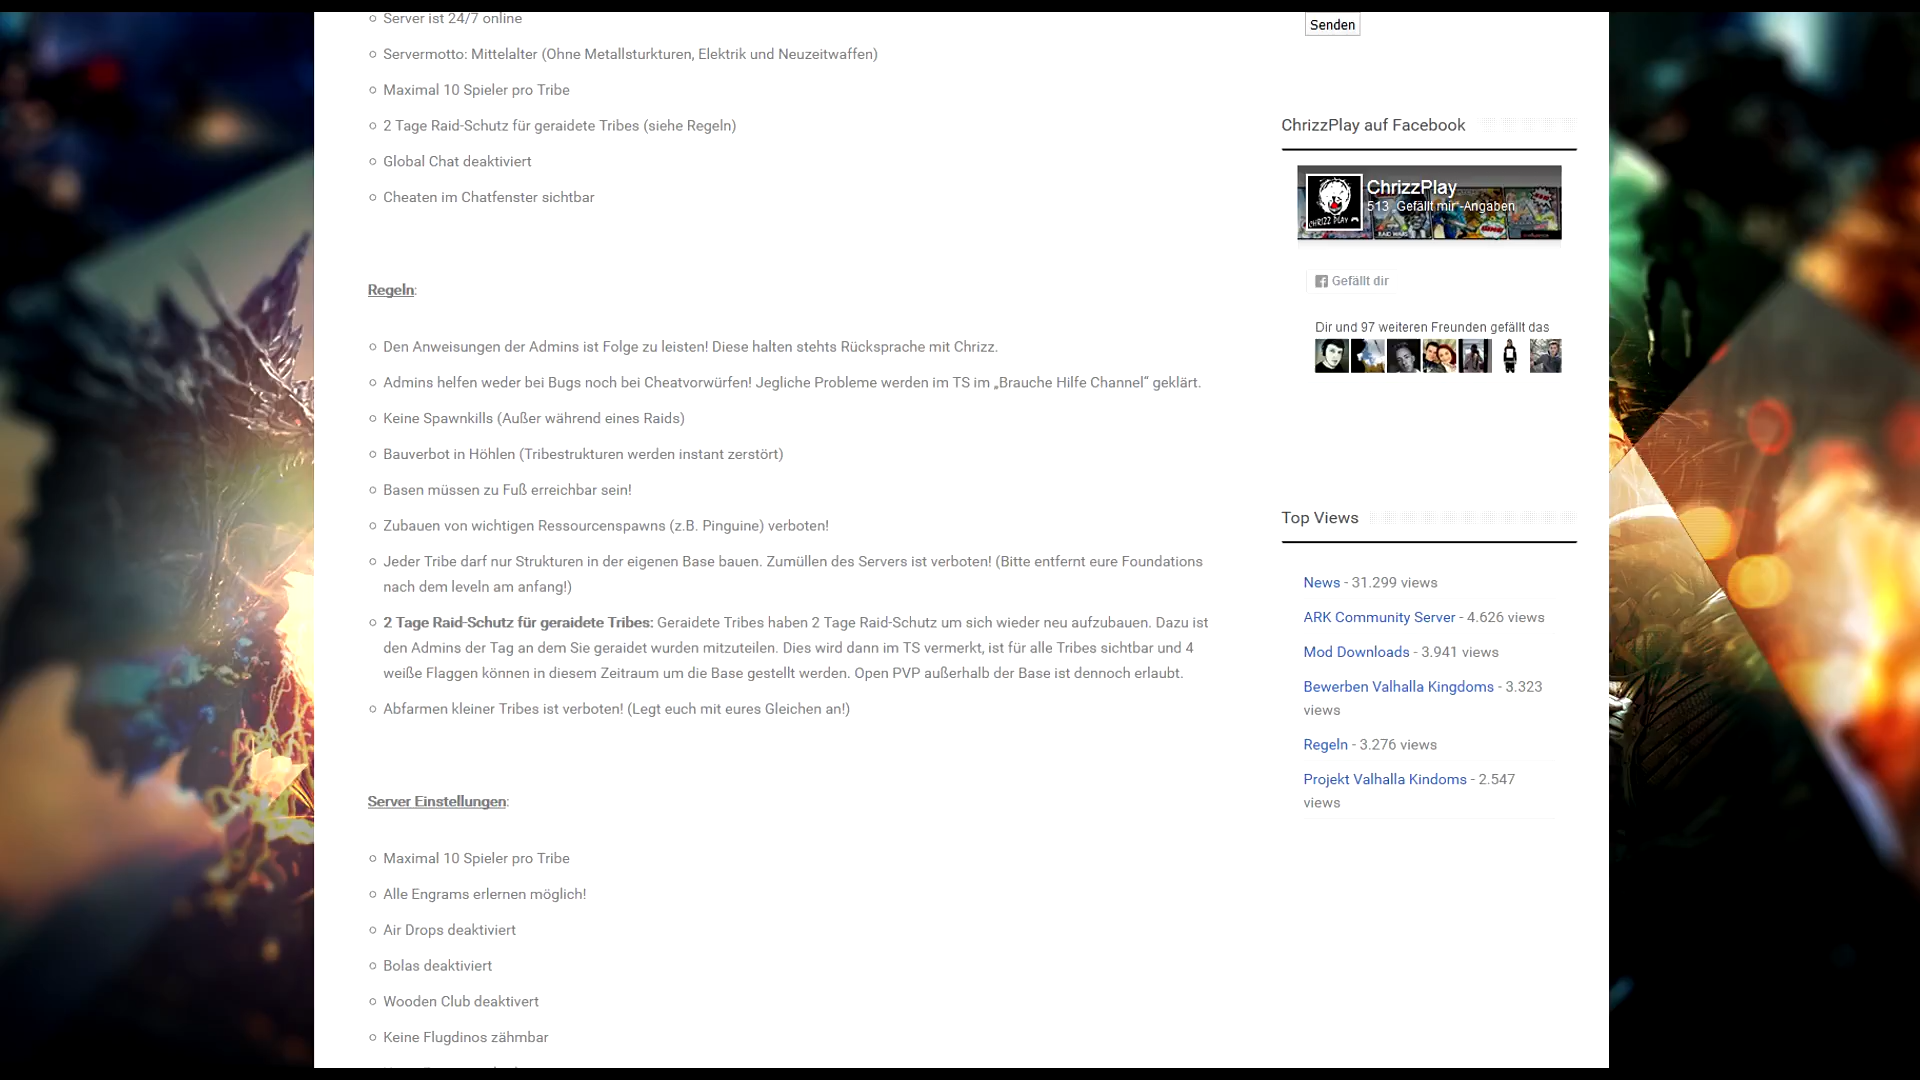 Server ist 24/7 online
Servermotto: Mittelalter (Ohne Metallsturkturen, Elektrik und Neuzeitwaffen)
Maximal 10 Spieler pro Tribe
2 Tage Raid-Schutz für geraidete Tribes (siehe Regeln)
Global Chat deaktiviert
Cheaten im Chatfenster sichtbar
Regeln:
Den Anweisungen der Admins ist Folge zu leisten! Diese halten stehts Rücksprache mit Chrizz.
Admins helfen weder bei Bugs noch bei Cheatvorwürfen! Jegliche Probleme werden im TS im „Brauche Hilfe Channel“ geklärt.
Keine Spawnkills (Außer während eines Raids)
Bauverbot in Höhlen (Tribestrukturen werden instant zerstört)
Basen müssen zu Fuß erreichbar sein!
Zubauen von wichtigen Ressourcenspawns (z.B. Pinguine) verboten!
Jeder Tribe darf nur Strukturen in der eigenen Base bauen. Zumüllen des Servers ist verboten! (Bitte entfernt eure Foundations
nach dem leveln am anfang!)
2 Tage Raid-Schutz für geraidete Tribes: Geraidete Tribes haben 2 Tage Raid-Schutz um sich wieder neu aufzubauen. Dazu ist
den Admins der Tag an dem Sie geraidet wurden mitzuteilen. Dies wird dann im TS vermerkt, ist für alle Tribes sichtbar und 4
weiße Flaggen können in diesem Zeitraum um die Base gestellt werden. Open PVP außerhalb der Base ist dennoch erlaubt.
Abfarmen kleiner Tribes ist verboten! (Legt euch mit eures Gleichen an!)
Server Einstellungen:
Maximal 10 Spieler pro Tribe
Alle Engrams erlernen möglich!
Air Drops deaktiviert
Bolas deaktiviert
Wooden Club deaktivert
Keine Flugdinos zähmbar
Senden
ChrizzPlay auf Facebook
ChrizzPlay
513 „Gefällt mir“-Angaben
CHRIZZ PLAY
Gefällt dir
Dir und 97 weiteren Freunden gefällt das
Top Views
News - 31.299 views
ARK Community Server - 4.626 views
Mod Downloads - 3.941 views
Bewerben Valhalla Kingdoms - 3.323
views
Regeln - 3.276 views
Projekt Valhalla Kindoms - 2.547
views